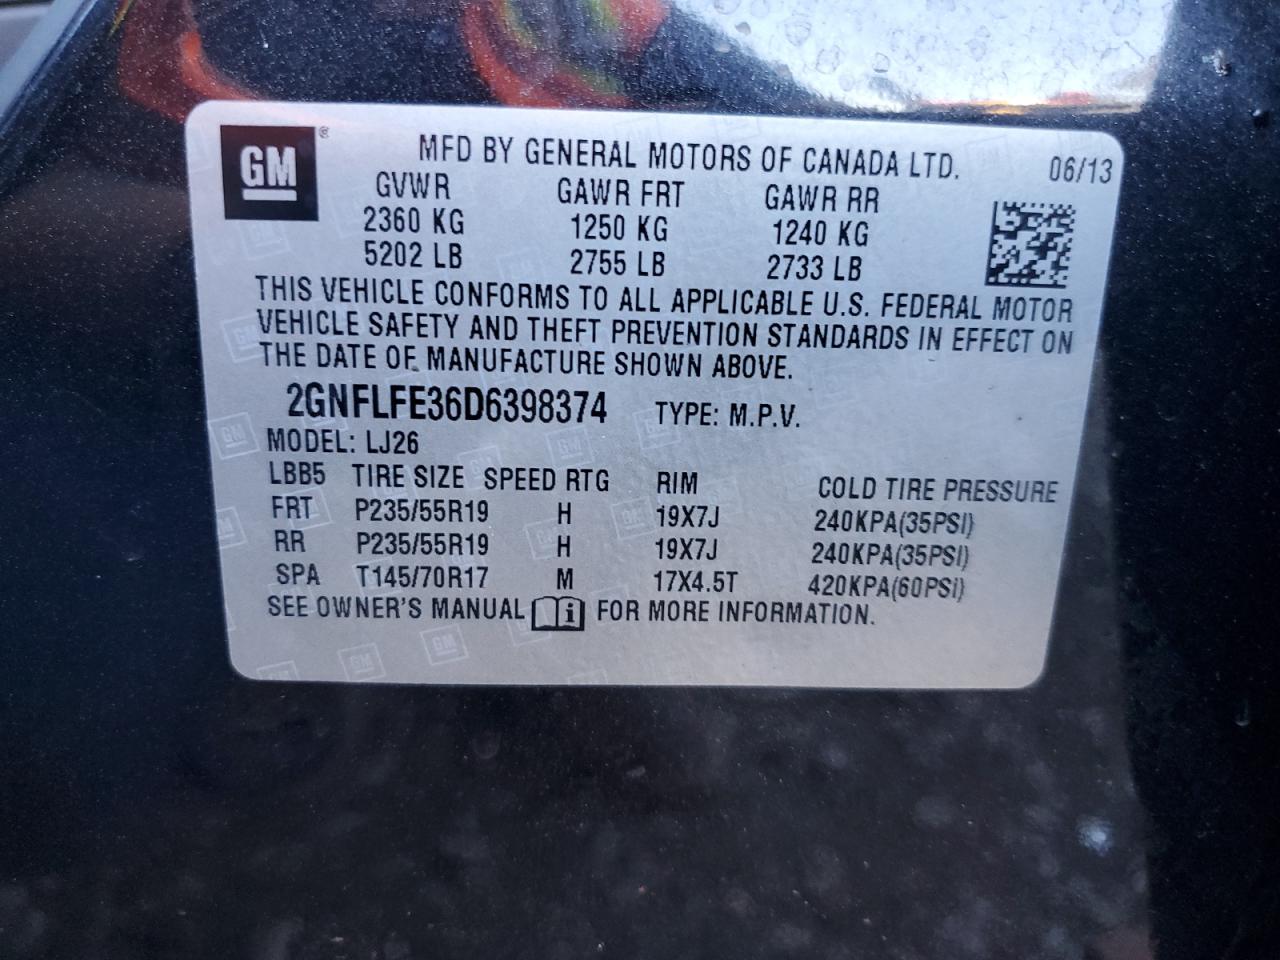 GM ® MFD BY GENERAL MOTORS OF CANADA LTD. 06/13
GVWR GAWR FRT GAWR RR
2360 KG 1250 KG 1240 KG
5202 LB 2755 LB 2733 LB
THIS VEHICLE CONFORMS TO ALL APPLICABLE U.S. FEDERAL MOTOR
VEHICLE SAFETY AND THEFT PREVENTION STANDARDS IN EFFECT ON
THE DATE OF MANUFACTURE SHOWN ABOVE.
2GNFLFE36D6398374 TYPE: M.P.V.
MODEL: LJ26
LBB5 TIRE SIZE SPEED RTG RIM COLD TIRE PRESSURE
FRT P235/55R19 H 19X7J 240KPA(35PSI)
RR P235/55R19 H 19X7J 240KPA(35PSI)
SPA T145/70R17 M 17X4.5T 420KPA(60PSI)
SEE OWNER'S MANUAL i FOR MORE INFORMATION.